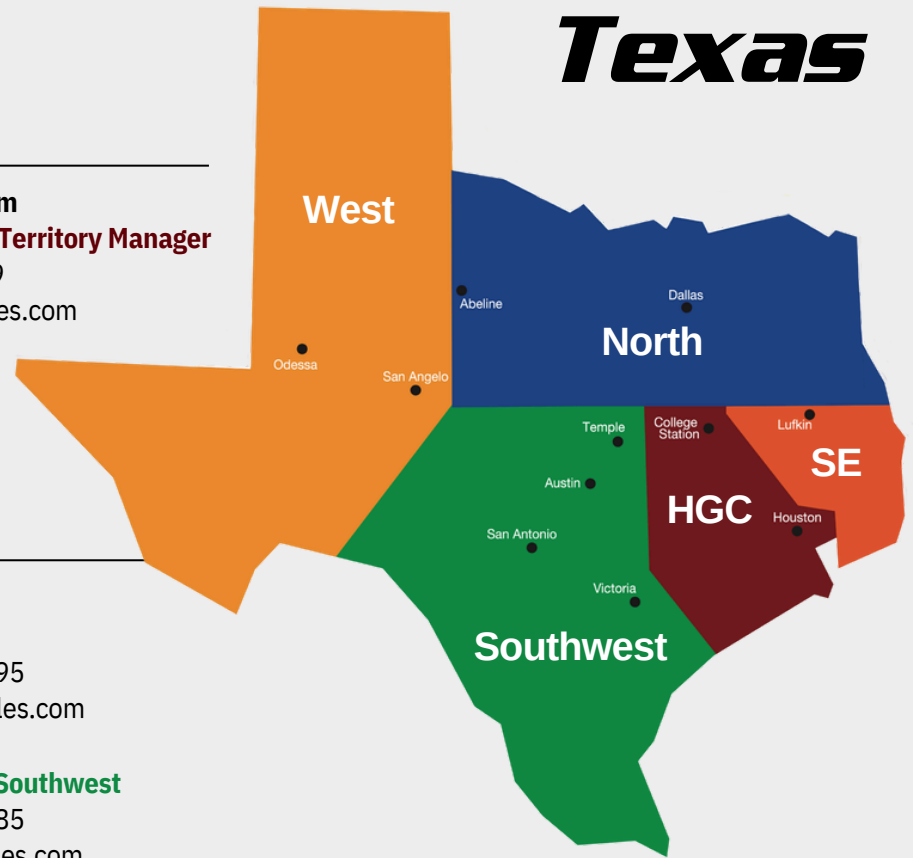 Texas
m
Territory Manager
9
es.com
West
Abeline
Dallas
North
Odessa
San Angelo
Temple
College
Station
Lufkin
SE
Austin
HGC
Houston
San Antonio
Victoria
Southwest
95
les.com
Southwest
35
es.com